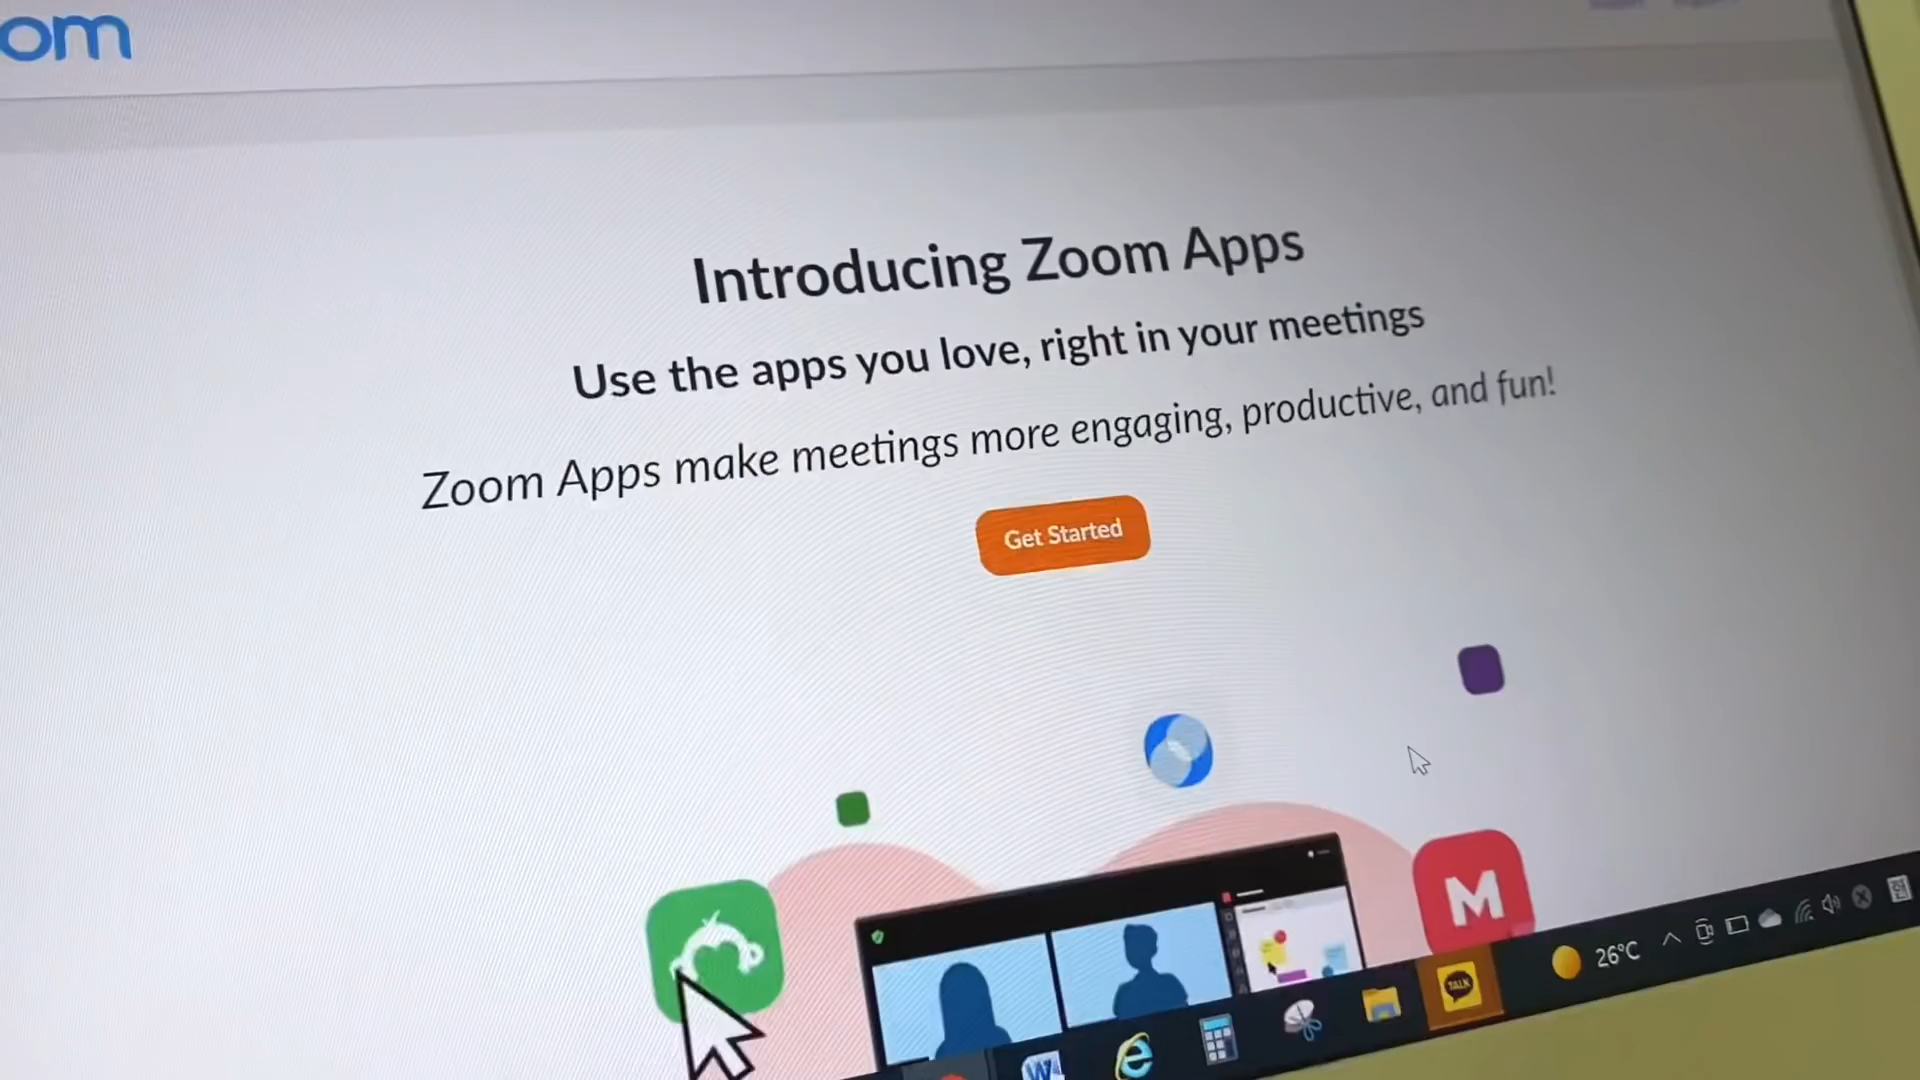 om
Introducing Zoom Apps
Use the apps you love, right in your meetings
Zoom Apps make meetings more engaging, productive, and fun!
Get Started
M
W
TALK
26°C